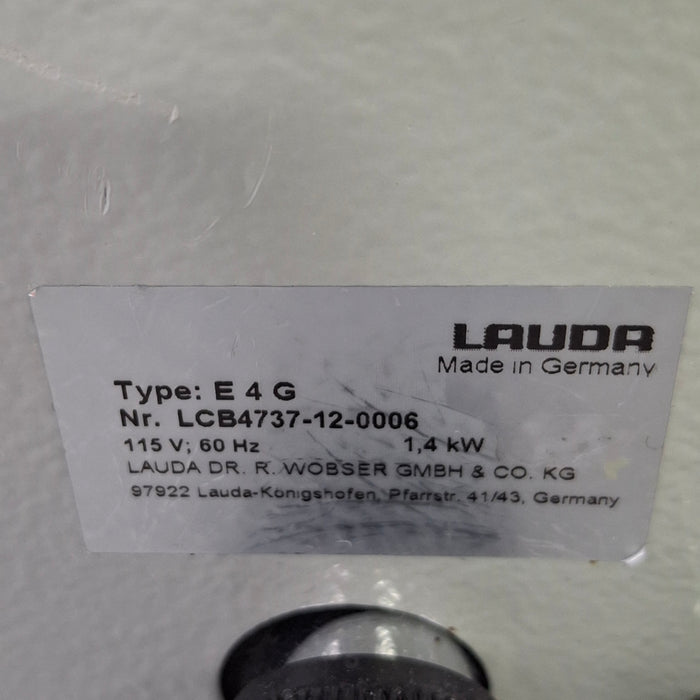 LAUDA
Made in Germany
Type: E 4 G
Nr. LCB4737-12-0006
115 V; 60 Hz 1,4 kW
LAUDA DR. R. WOBSER GMBH & CO. KG
97922 Lauda-Königshofen, Pfarrstr. 41/43, Germany